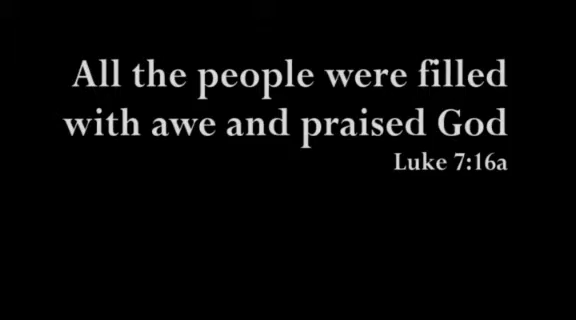 All the people were filled
with awe and praised God
Luke 7:16a